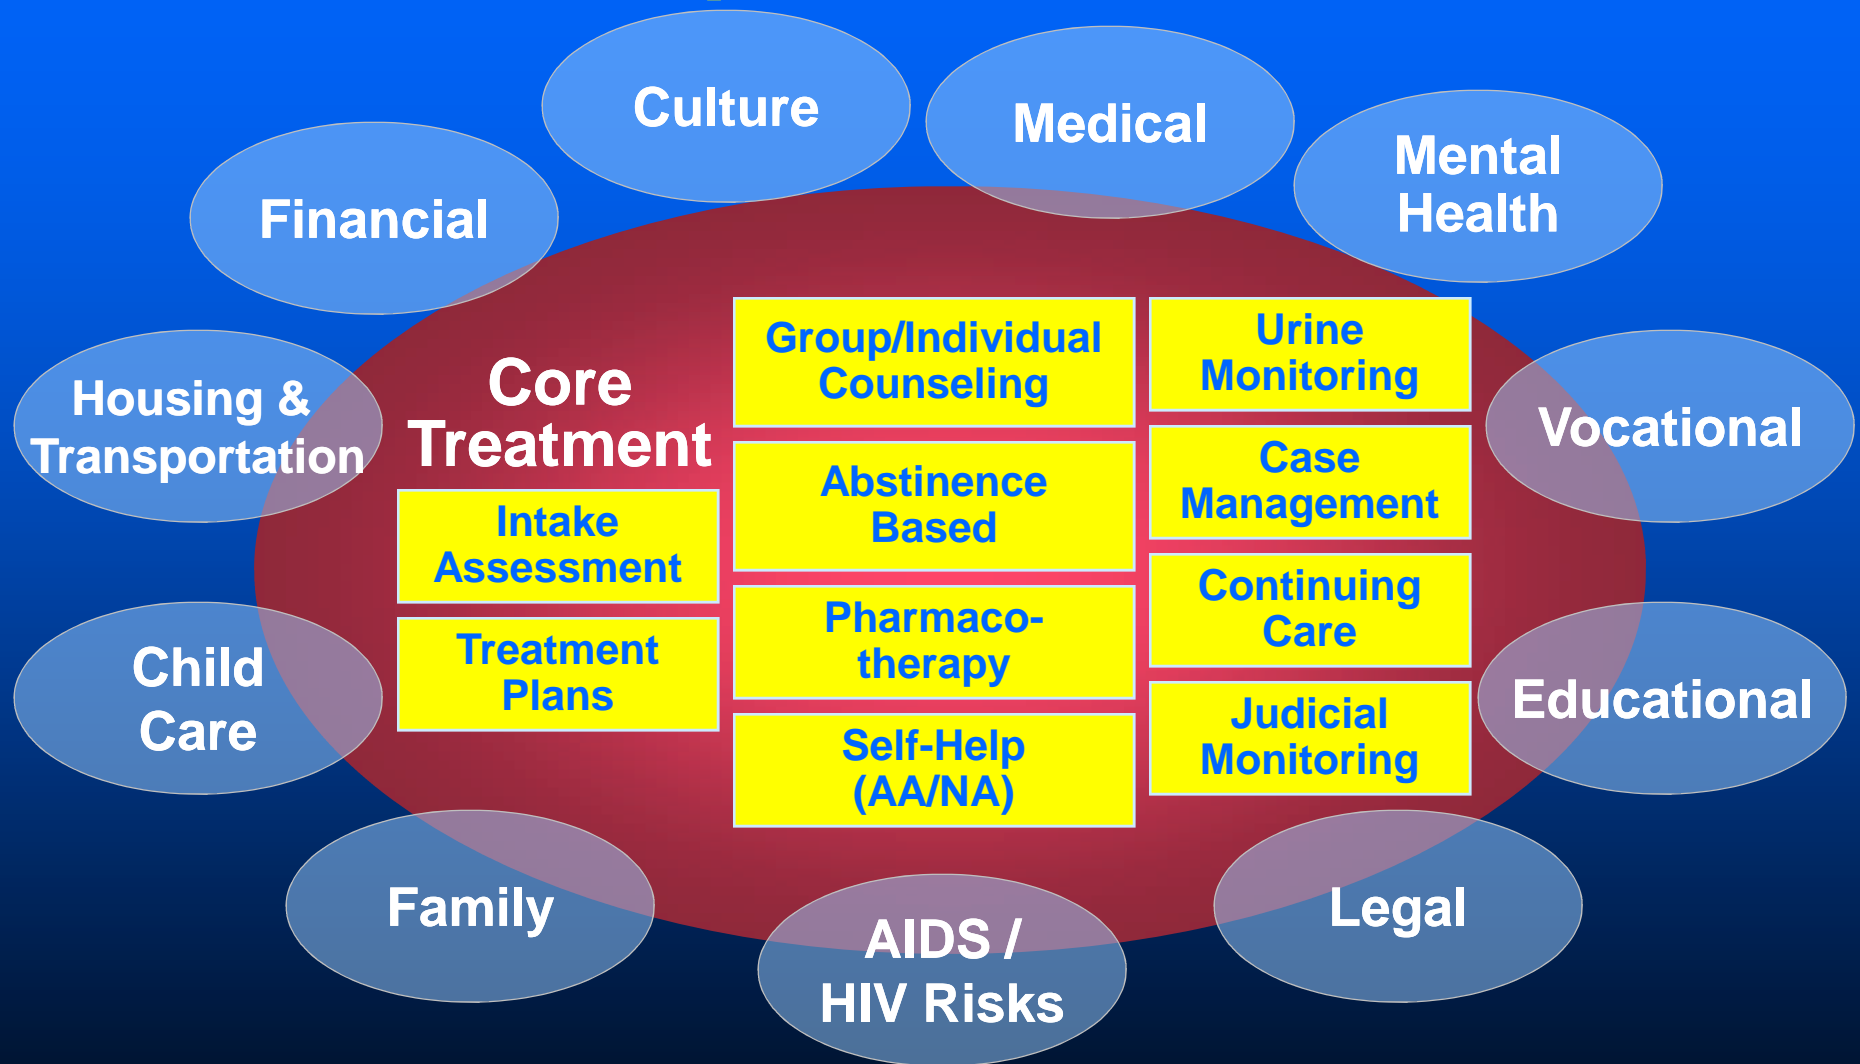 Culture
Medical
Mental
Health
Financial
Housing &
Transportation
Core
Treatment
Group/Individual
Counseling
Urine
Monitoring
Vocational
Abstinence
Based
Case
Management
Intake
Assessment
Pharmaco-
therapy
Continuing
Care
Treatment
Plans
Self-Help
(AA/NA)
Judicial
Monitoring
Child
Care
Educational
Family
AIDS /
HIV Risks
Legal